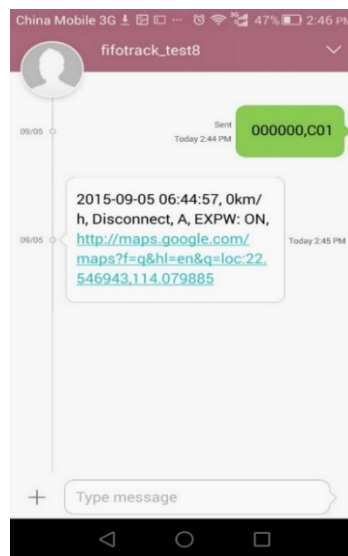 China Mobile 3G ... 3G 47% 2:46 PM
fifotrack_test8
09/05
Sent
Today 2:44 PM
000000,C01
09/05
2015-09-05 06:44:57, 0km/
h, Disconnect, A, EXPW: ON,
http://maps.google.com/
maps?f=q&hl=en&q=loc:22.
546943,114.079885
Today 2:45 PM
Type message